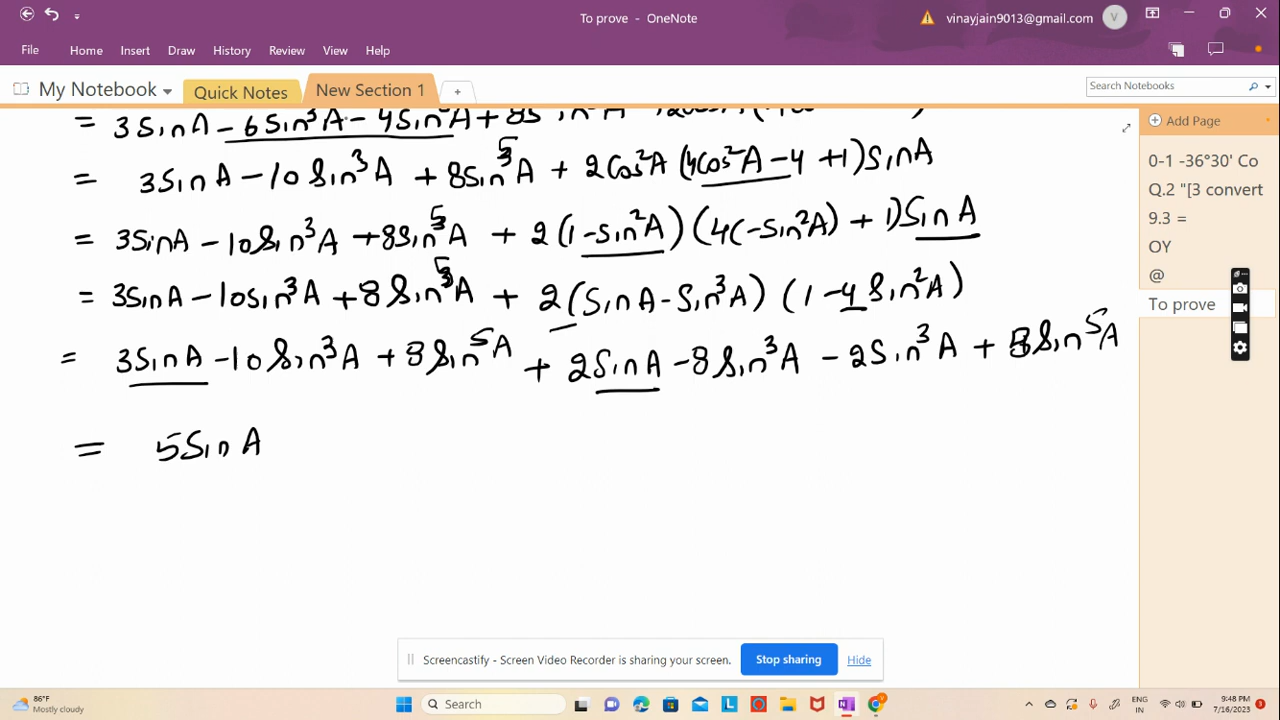 To prove - OneNote
vinayjain9013@gmail.com
V
File Home Insert Draw History Review View Help
My Notebook Quick Notes New Section 1 +
Search Notebooks
Add Page
= 3SinA - 6Sin³A - 4Sin³A + 8S
= 3SinA - 10Sin³A + 8Sin⁵A + 2Cos²A (4Cos²A - 4 + 1) SinA
= 3SinA - 10Sin³A + 8Sin⁵A + 2(1 - Sin²A) (4(-Sin²A) + 1) SinA
= 3SinA - 10Sin³A + 8Sin⁵A + 2(SinA - Sin³A) (1 - 4Sin²A)
= 3SinA - 10Sin³A + 8Sin⁵A + 2SinA - 8Sin³A - 2Sin³A + 8Sin⁵A
= 5SinA
0-1 -36°30' Co
Q.2 "[3 convert
9.3 =
OY
@
To prove
Screencastify - Screen Video Recorder is sharing your screen. Stop sharing Hide
86°F
Mostly cloudy
Search
ENG
IN
9:48 PM
7/16/2023